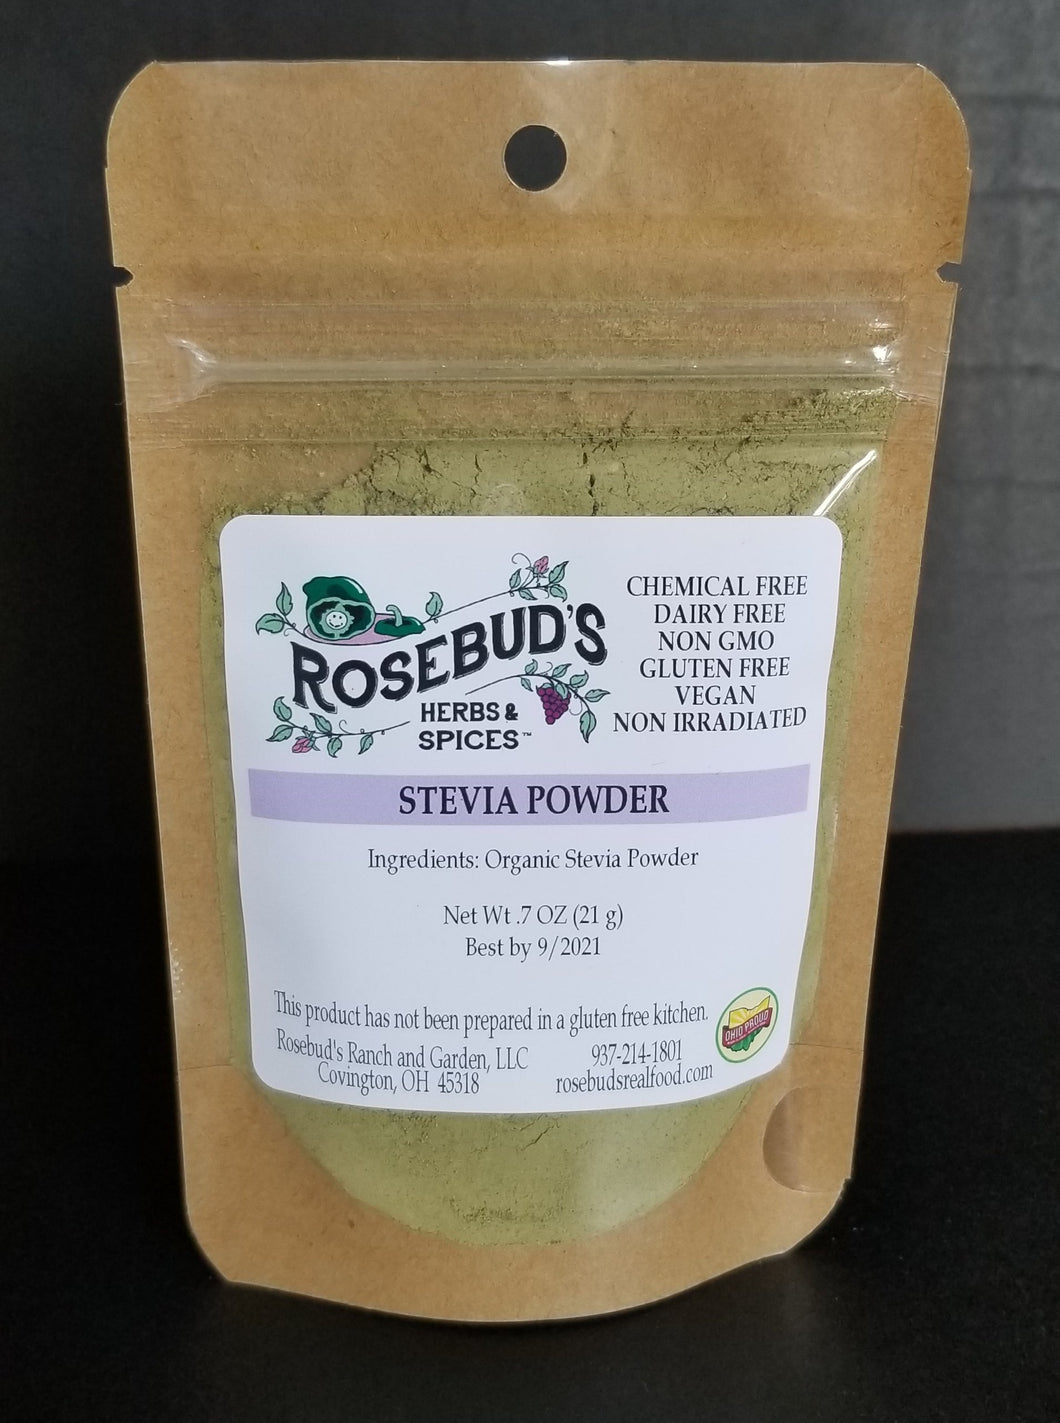 ROSEBUD'S
HERBS &
SPICES™
CHEMICAL FREE
DAIRY FREE
NON GMO
GLUTEN FREE
VEGAN
NON IRRADIATED
STEVIA POWDER
Ingredients: Organic Stevia Powder
Net Wt .7 OZ (21 g)
Best by 9/2021
This product has not been prepared in a gluten free kitchen.
Rosebud's Ranch and Garden, LLC
Covington, OH 45318
937-214-1801
rosebudsrealfood.com
OHIO PROUD